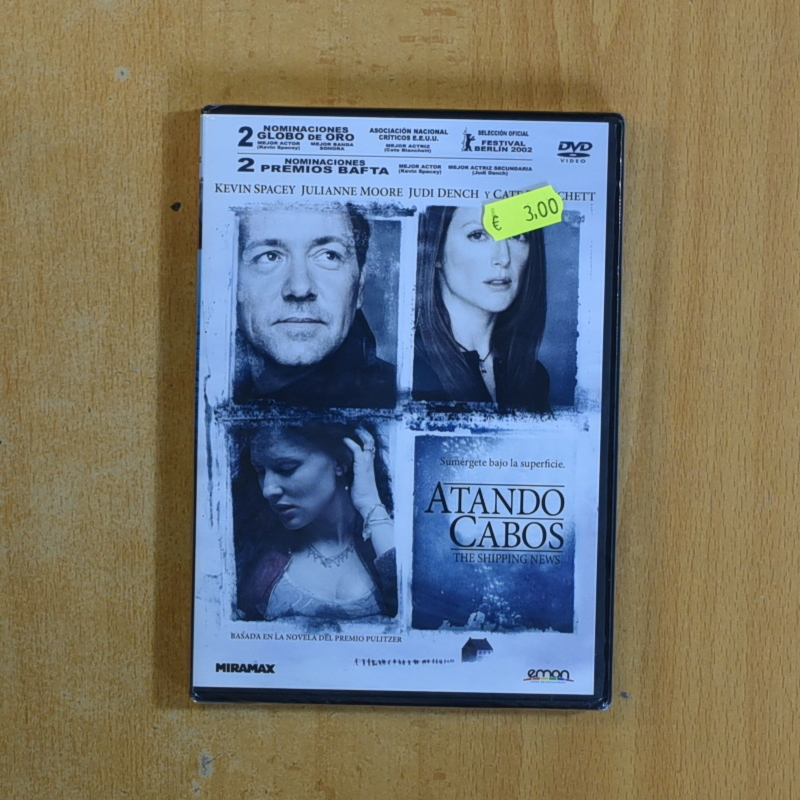 2 NOMINACIONES GLOBO DE ORO
MEJOR ACTOR (Kevin Spacey) MEJOR BANDA SONORA
ASOCIACIÓN NACIONAL CRÍTICOS E.E.U.U.
MEJOR ACTRIZ (Cate Blanchett)
SELECCIÓN OFICIAL FESTIVAL BERLÍN 2002
DVD VIDEO
2 NOMINACIONES PREMIOS BAFTA
MEJOR ACTOR (Kevin Spacey) MEJOR ACTRIZ SECUNDARIA (Judi Dench)
KEVIN SPACEY JULIANNE MOORE JUDI DENCH Y
€ 3,00
Sumérgete bajo la superficie.
ATANDO
CABOS
THE SHIPPING NEWS
BASADA EN LA NOVELA DEL PREMIO PULITZER
MIRAMAX
emon